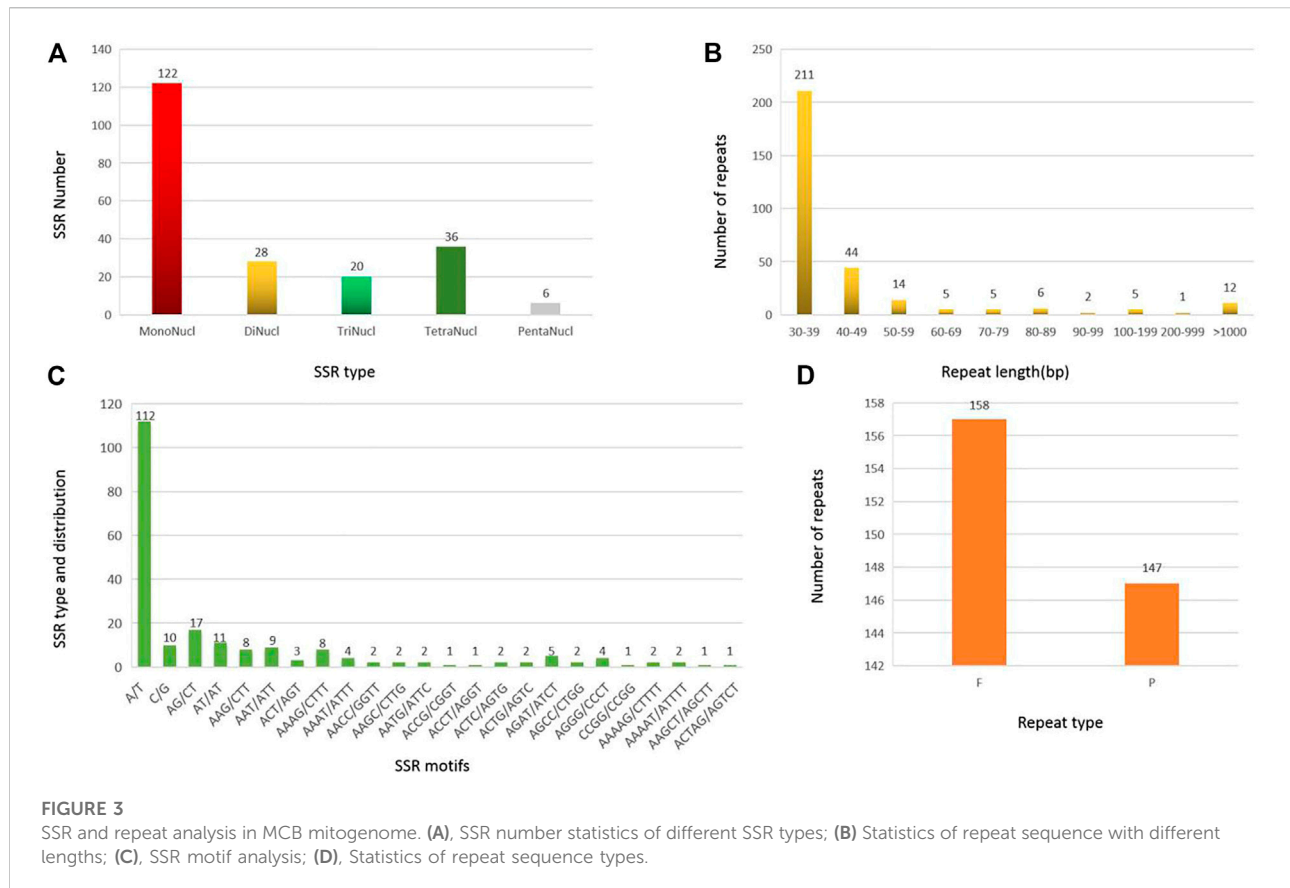 A
140
120
100
80
60
40
20
0
SSR Number
122
28
20
36
6
MonoNucl DiNucl TriNucl TetraNucl PentaNucl
SSR type
B
250
200
150
100
50
0
Number of repeats
211
44
14
5
5
6
2
5
1
12
30-39 40-49 50-59 60-69 70-79 80-89 90-99 100-199 200-999 >1000
Repeat length(bp)
C
120
100
80
60
40
20
0
SSR type and distribution
112
10
17
11
8
9
3
8
4
2
2
2
1
1
2
2
5
2
4
1
2
2
1
1
A/T
C/G
AG/CT
AT/AT
AAG/CTT
AAT/ATT
ACT/AGT
AAAG/CTTT
AAAT/ATTT
AACC/GGTT
AAGC/CTTG
AATG/ATTC
ACCG/CGGT
ACCT/AGGT
ACTC/AGTG
ACTG/AGTC
AGAT/ATCT
AGCC/CTGG
AGGG/CCCT
CCGG/CCGG
AAAAG/CTTTT
AAAAT/ATTTT
AAGCT/AGCTT
ACTAG/AGTCT
SSR motifs
D
158
156
154
152
150
148
146
144
142
Number of repeats
158
147
F P
Repeat type
FIGURE 3
SSR and repeat analysis in MCB mitogenome. (A), SSR number statistics of different SSR types; (B) Statistics of repeat sequence with different
lengths; (C), SSR motif analysis; (D), Statistics of repeat sequence types.